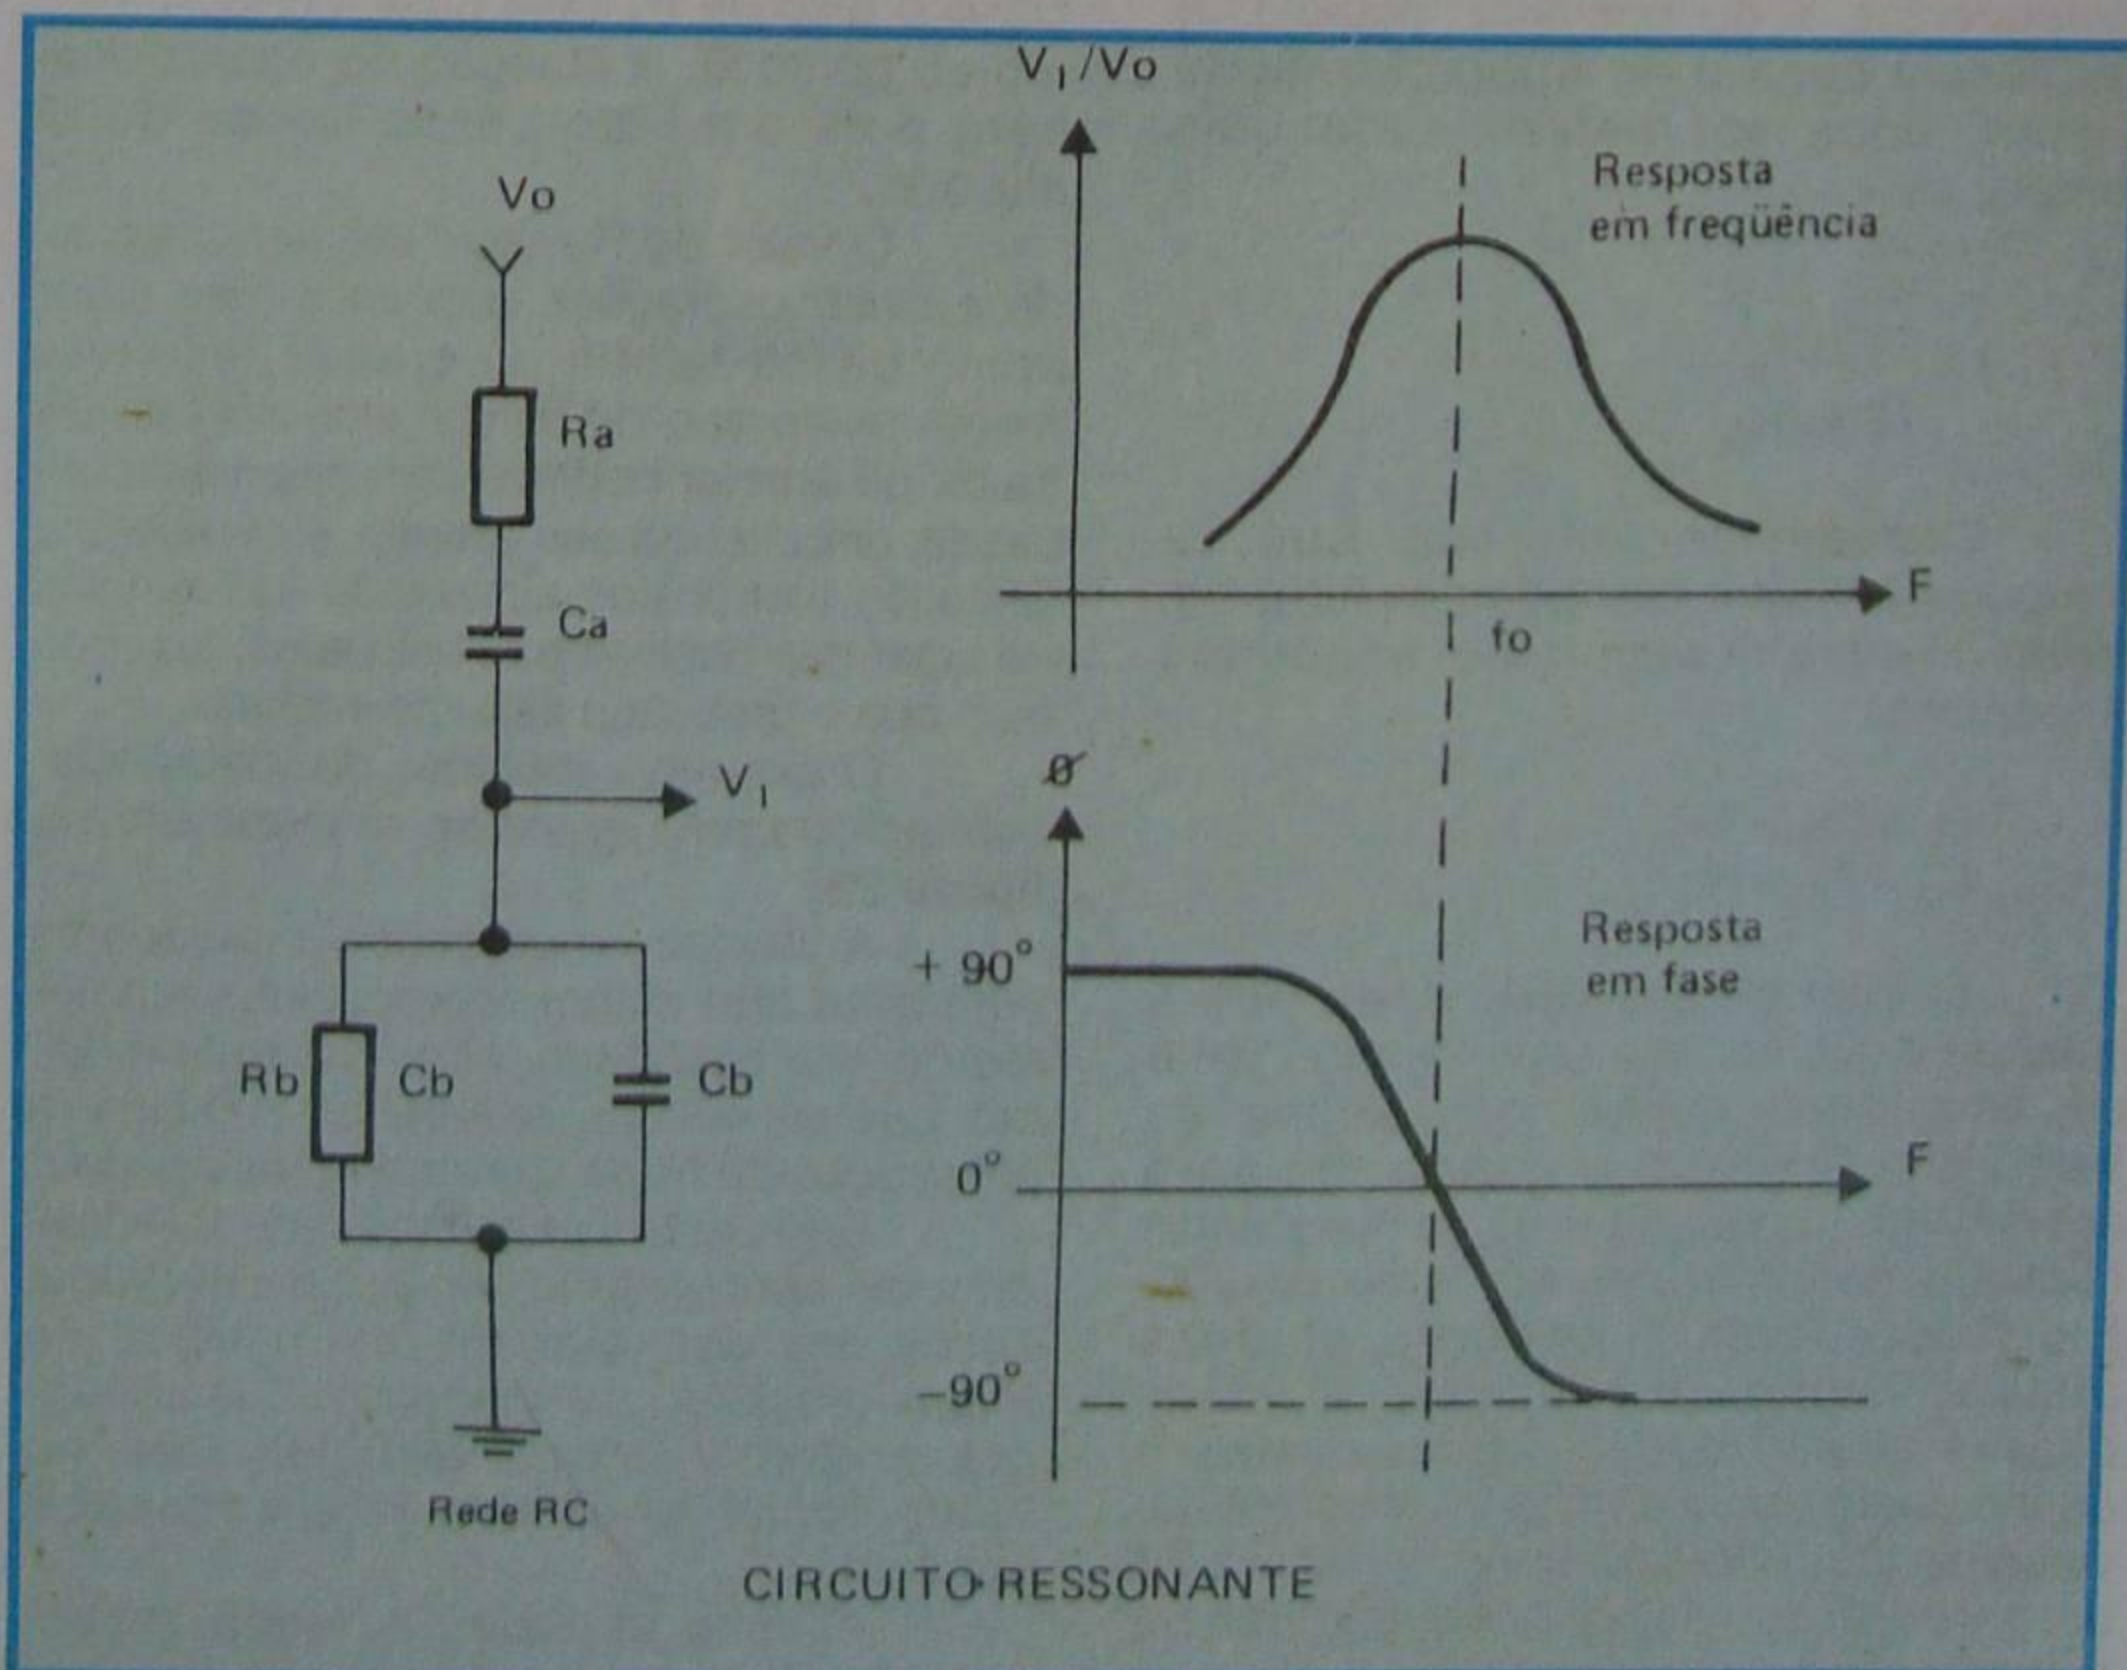 Vo
Ra
Ca
V1
Rb
Cb
Cb
Rede RC
V1/Vo
Resposta
em freqüência
F
fo
Ø
+ 90°
Resposta
em fase
0°
F
−90°
CIRCUITO RESSONANTE